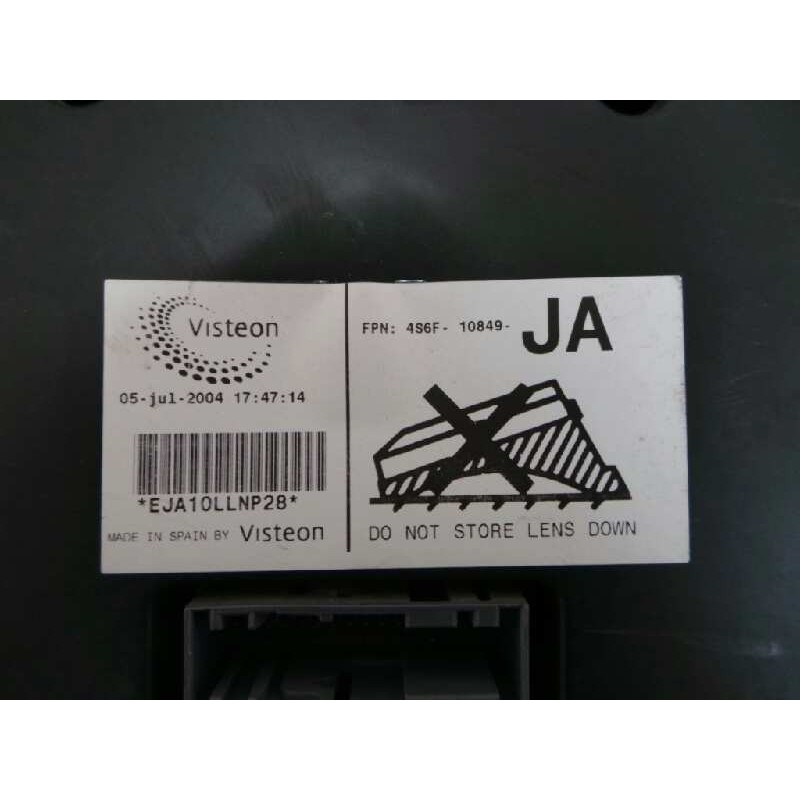 Visteon
05-jul-2004 17:47:14
*EJA10LLNP28*
MADE IN SPAIN BY Visteon
FPN: 4S6F- 10849- JA
DO NOT STORE LENS DOWN